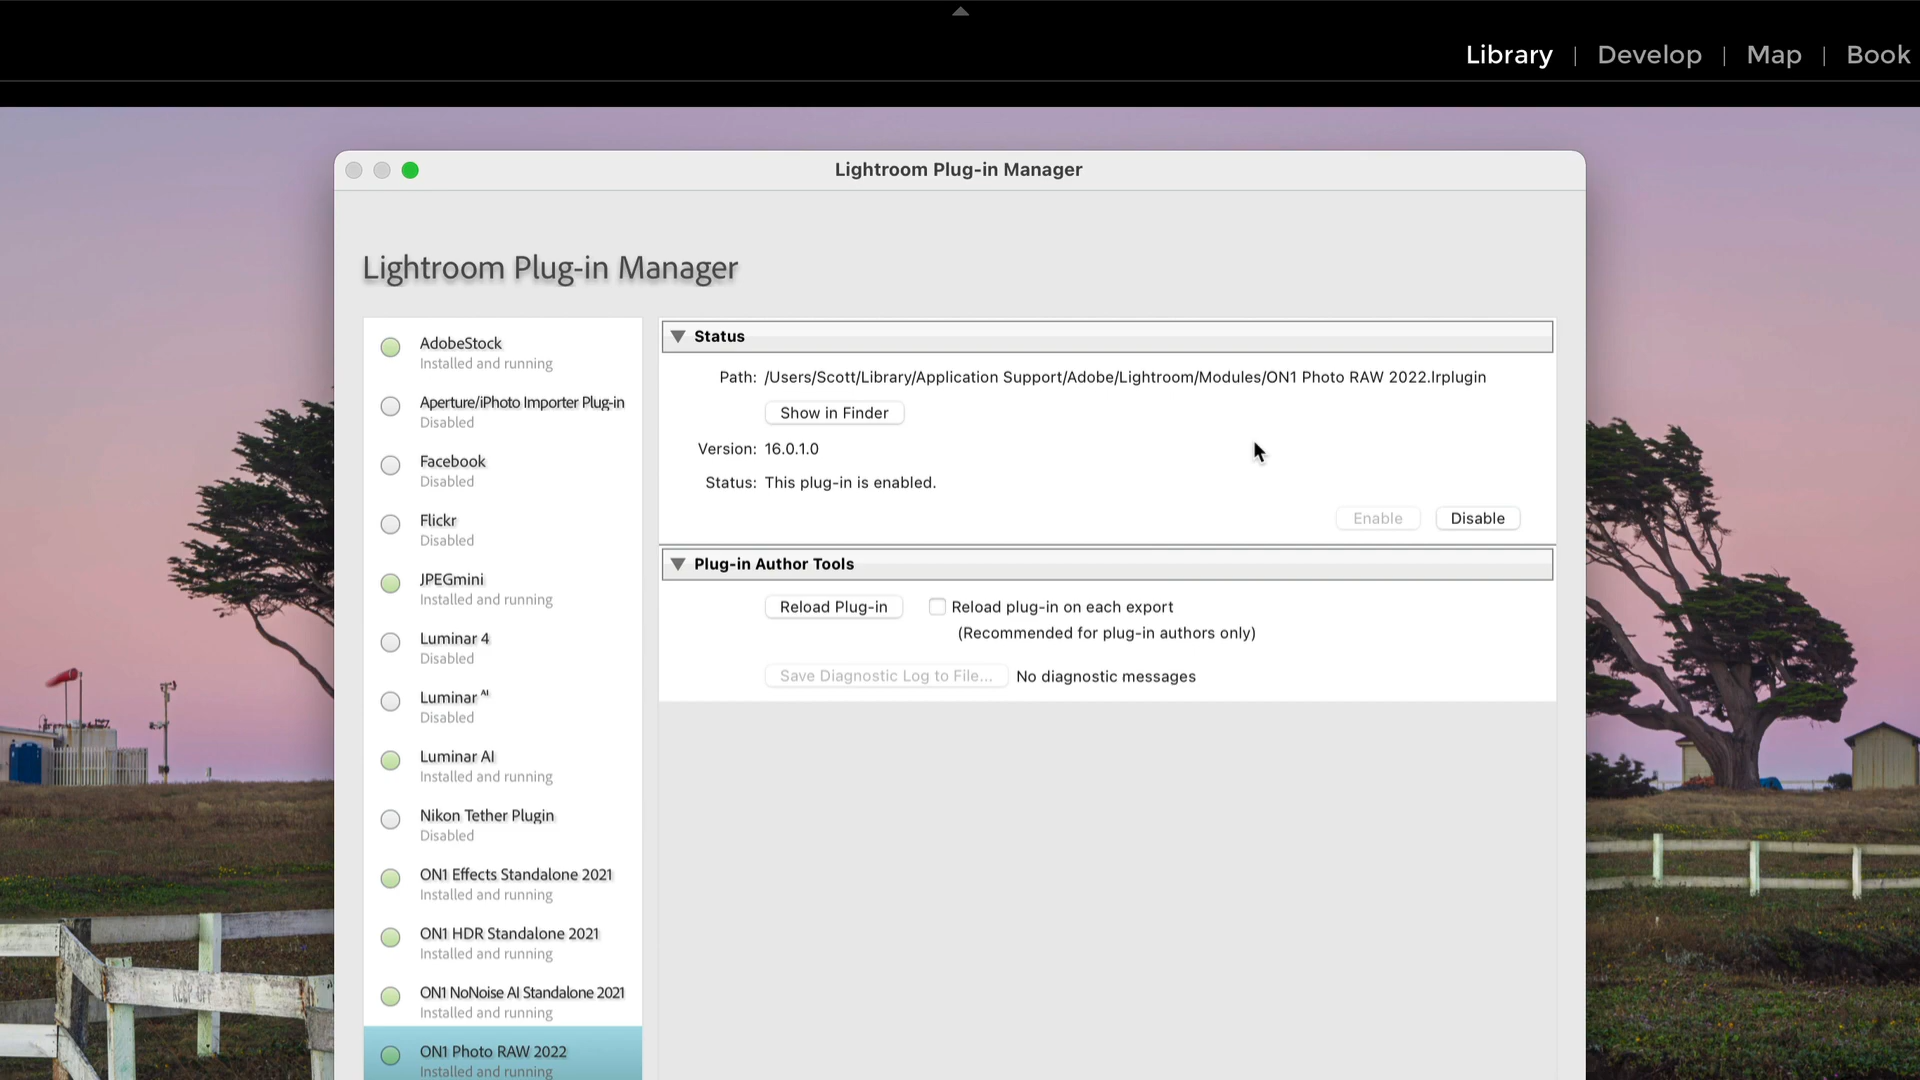 Library | Develop | Map | Book
Lightroom Plug-in Manager
Lightroom Plug-in Manager
AdobeStock
Installed and running
Aperture/iPhoto Importer Plug-in
Disabled
Facebook
Disabled
Flickr
Disabled
JPEGmini
Installed and running
Luminar 4
Disabled
Luminar AI
Disabled
Luminar AI
Installed and running
Nikon Tether Plugin
Disabled
ON1 Effects Standalone 2021
Installed and running
ON1 HDR Standalone 2021
Installed and running
ON1 NoNoise AI Standalone 2021
Installed and running
ON1 Photo RAW 2022
Installed and running
Status
Path: /Users/Scott/Library/Application Support/Adobe/Lightroom/Modules/ON1 Photo RAW 2022.lrplugin
Show in Finder
Version: 16.0.1.0
Status: This plug-in is enabled.
Enable Disable
Plug-in Author Tools
Reload Plug-in Reload plug-in on each export
(Recommended for plug-in authors only)
Save Diagnostic Log to File... No diagnostic messages
KEEP OFF